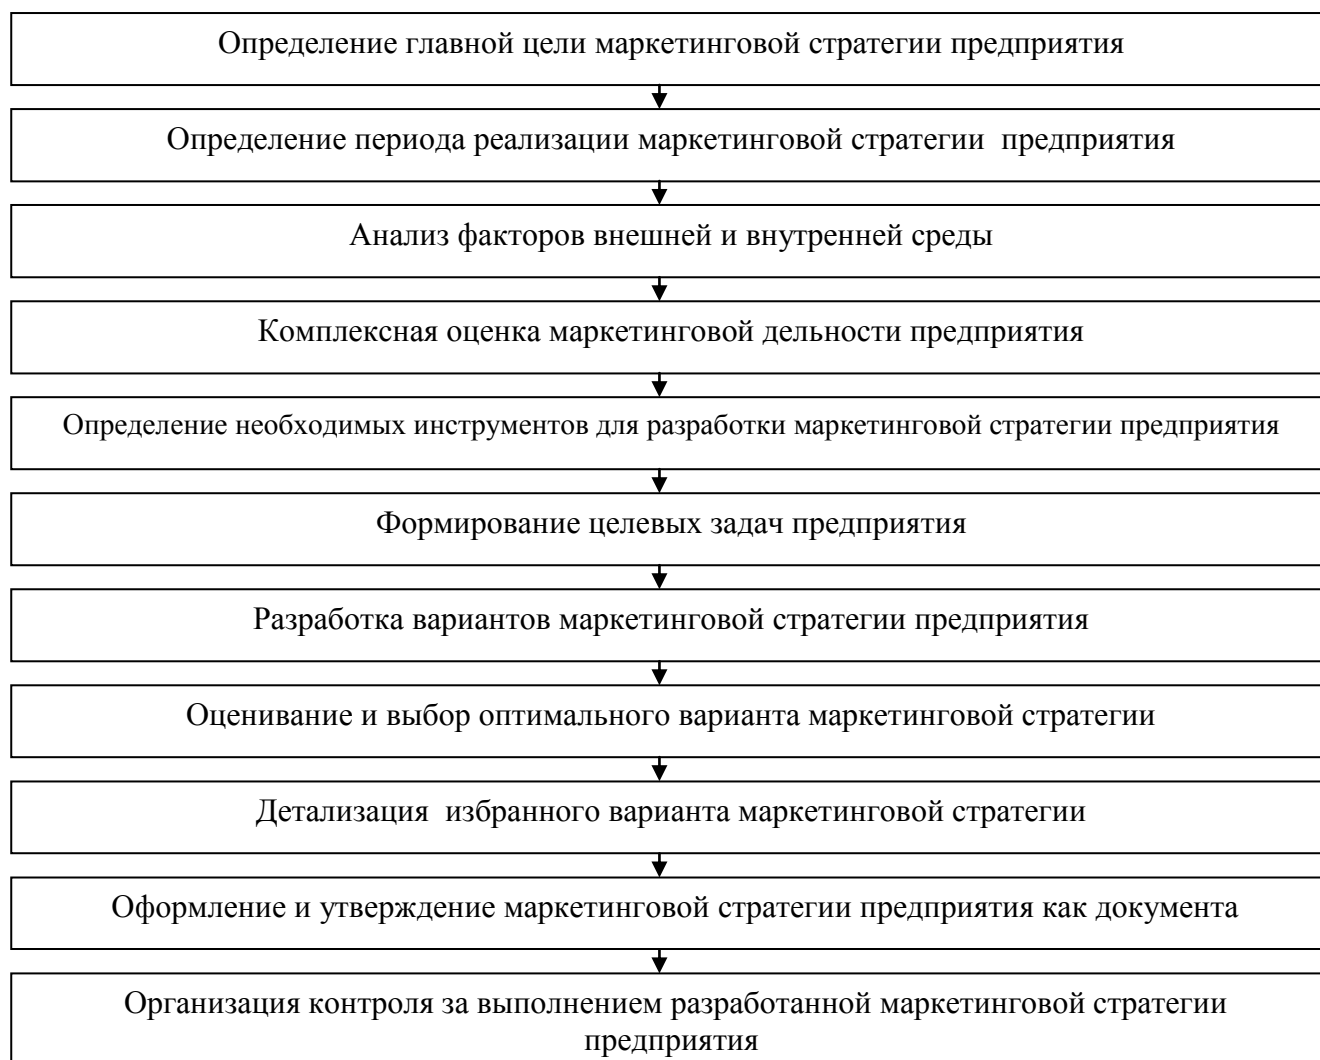 Определение главной цели маркетинговой стратегии предприятия
Определение периода реализации маркетинговой стратегии  предприятия
Анализ факторов внешней и внутренней среды
Комплексная оценка маркетинговой дельности предприятия
Определение необходимых инструментов для разработки маркетинговой стратегии предприятия
Формирование целевых задач предприятия
Разработка вариантов маркетинговой стратегии предприятия
Оценивание и выбор оптимального варианта маркетинговой стратегии
Детализация  избранного варианта маркетинговой стратегии
Оформление и утверждение маркетинговой стратегии предприятия как документа
Организация контроля за выполнением разработанной маркетинговой стратегии
предприятия